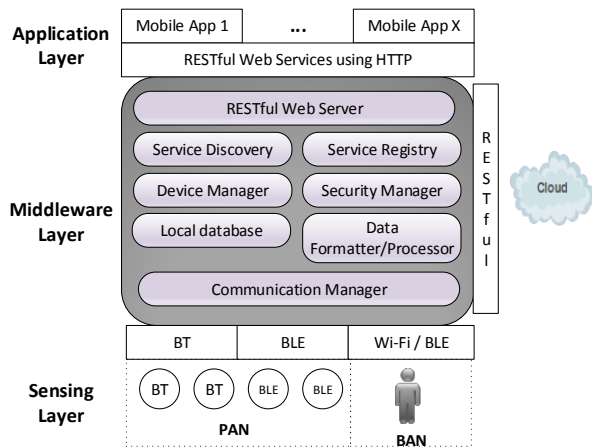 Application
Layer
Mobile App 1
...
Mobile App X
RESTful Web Services using HTTP
Middleware
Layer
RESTful Web Server
Service Discovery
Service Registry
Device Manager
Security Manager
Local database
Data
Formatter/Processor
Communication Manager
RESTful
Cloud
BT
BLE
Wi-Fi / BLE
Sensing
Layer
BT
BT
BLE
BLE
PAN
BAN